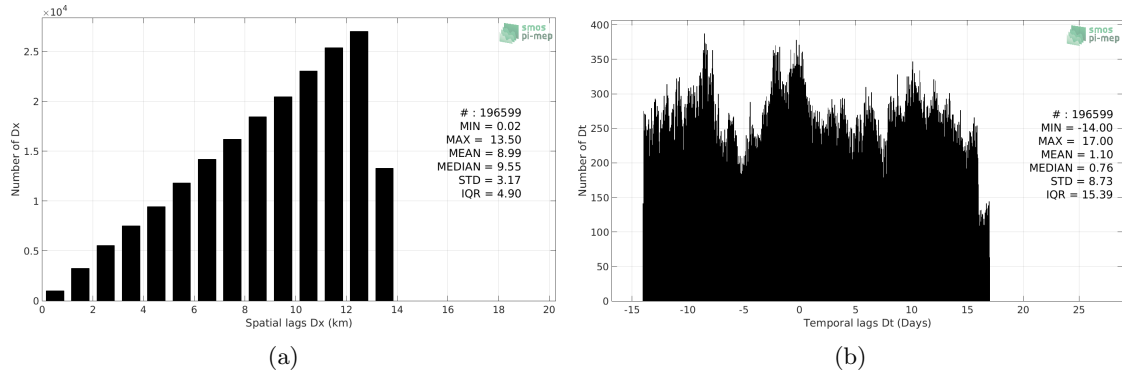 ×10⁴
2.5
2
1.5
1
0.5
0
Number of Dx
0 2 4 6 8 10 12 14 16 18 20
Spatial lags Dx (km)
smos
pi-mep
# : 196599
MIN = 0.02
MAX = 13.50
MEAN = 8.99
MEDIAN = 9.55
STD = 3.17
IQR = 4.90
(a)
400
350
300
250
200
150
100
50
0
Number of Dt
-15 -10 -5 0 5 10 15 20 25
Temporal lags Dt (Days)
smos
pi-mep
# : 196599
MIN = -14.00
MAX = 17.00
MEAN = 1.10
MEDIAN = 0.76
STD = 8.73
IQR = 15.39
(b)